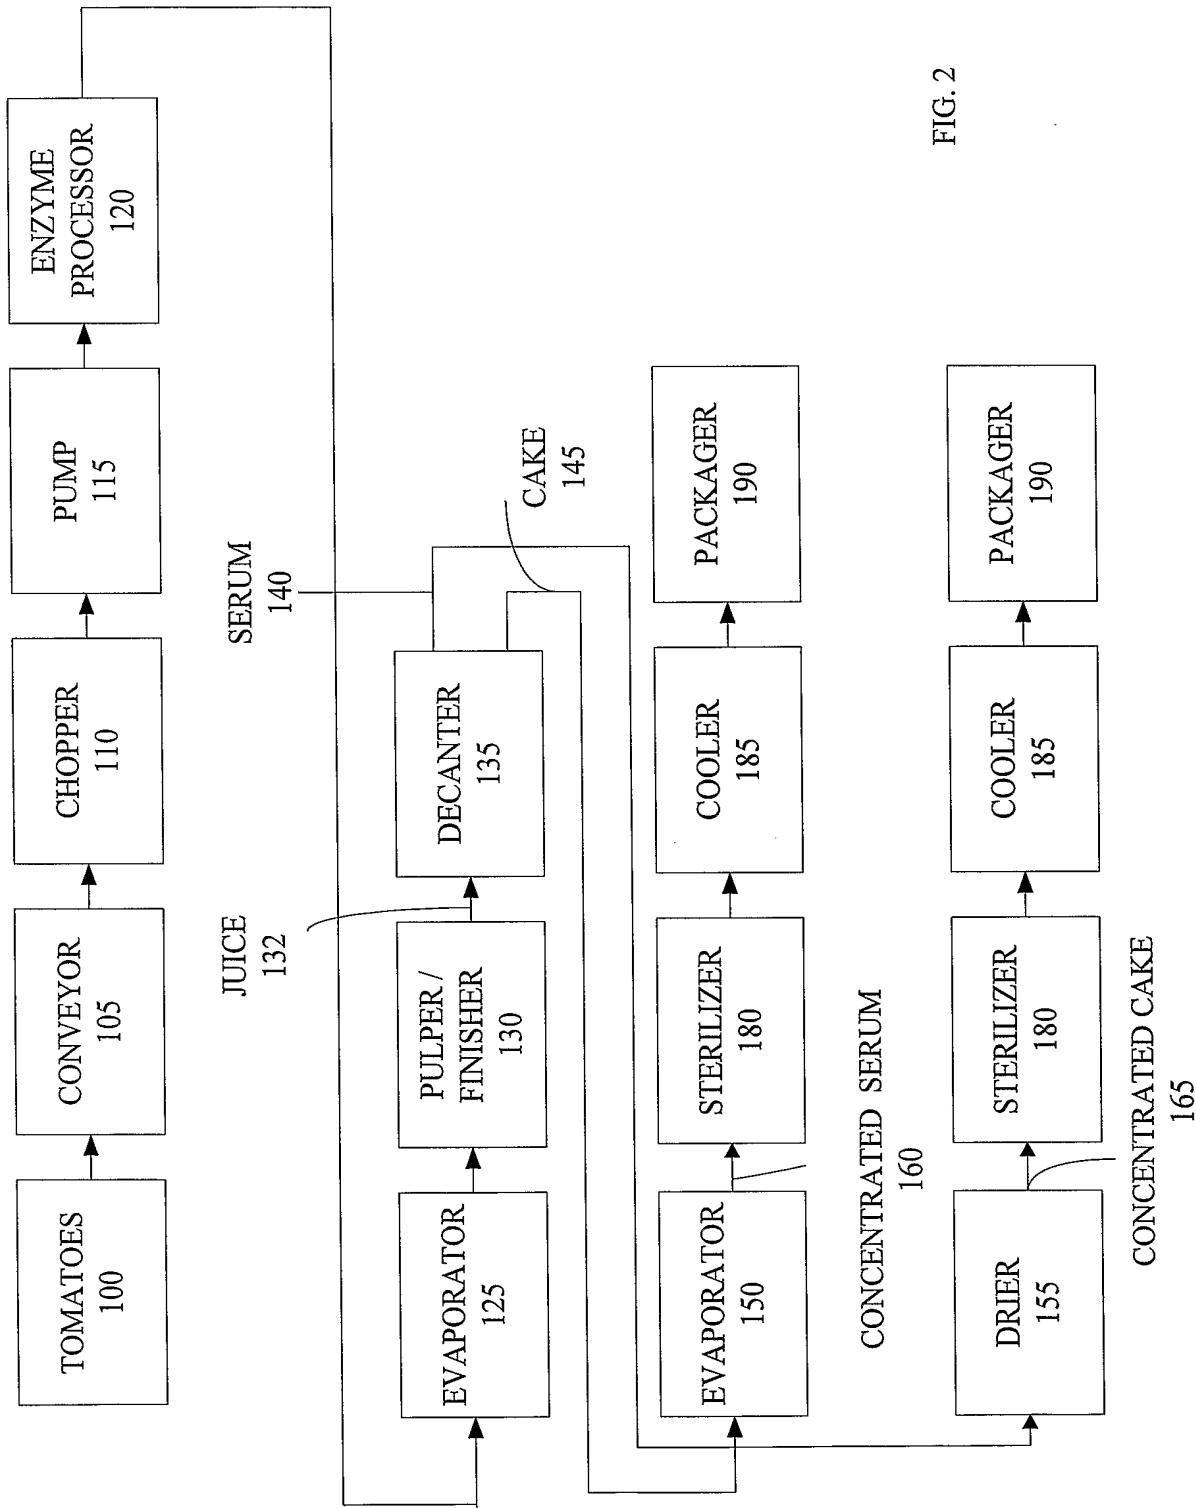 TOMATOES
100
CONVEYOR
105
CHOPPER
110
PUMP
115
ENZYME
PROCESSOR
120
JUICE
132
SERUM
140
EVAPORATOR
125
PULPER /
FINISHER
130
DECANTER
135
CAKE
145
EVAPORATOR
150
STERILIZER
180
COOLER
185
PACKAGER
190
CONCENTRATED SERUM
160
DRIER
155
STERILIZER
180
COOLER
185
PACKAGER
190
CONCENTRATED CAKE
165
FIG. 2